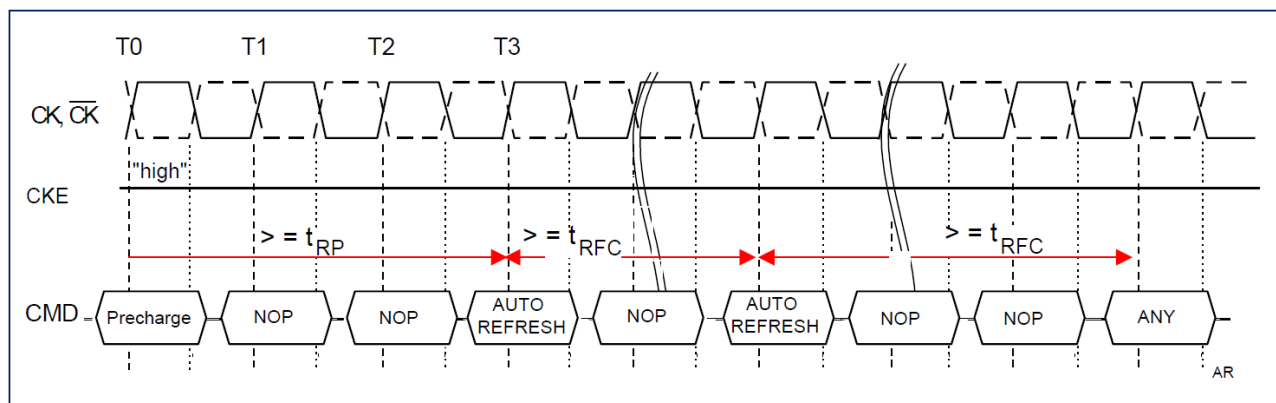 T0 T1 T2 T3
CK, CK
"high"
CKE
> = tRP > = tRFC > = tRFC
CMD Precharge NOP NOP AUTO REFRESH NOP AUTO REFRESH NOP NOP ANY
AR